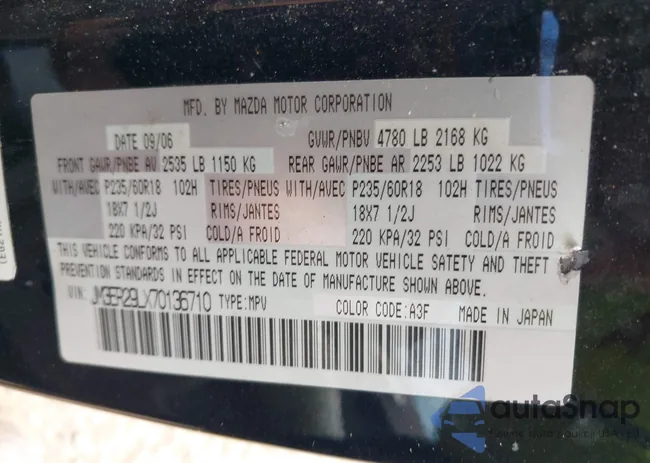 MFD. BY MAZDA MOTOR CORPORATION
DATE 09/06 GVWR/PNBV 4780 LB 2168 KG
FRONT GAWR/PNBE AV 2535 LB 1150 KG REAR GAWR/PNBE AR 2253 LB 1022 KG
WITH/AVEC P235/60R18 102H TIRES/PNEUS WITH/AVEC P235/60R18 102H TIRES/PNEUS
18X7 1/2J RIMS/JANTES 18X7 1/2J RIMS/JANTES
220 KPA/32 PSI COLD/A FROID 220 KPA/32 PSI COLD/A FROID
THIS VEHICLE CONFORMS TO ALL APPLICABLE FEDERAL MOTOR VEHICLE SAFETY AND THEFT
PREVENTION STANDARDS IN EFFECT ON THE DATE OF MANUFACTURE SHOWN ABOVE.
VIN: JM3ER293LX70136710 TYPE:MPV COLOR CODE:A3F MADE IN JAPAN
autoSnap